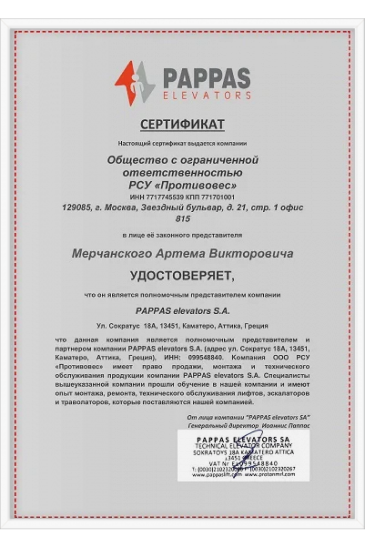 PAPPAS
ELEVATORS
СЕРТИФИКАТ
Настоящий сертификат выдается компании
Общество с ограниченной
ответственностью
РСУ «Противовес»
ИНН 7717745539 КПП 771701001
129085, г. Москва, Звездный бульвар, д. 21, стр. 1 офис
815
в лице её законного представителя
Мерчанского Артема Викторовича
УДОСТОВЕРЯЕТ,
что он является полномочным представителем компании
PAPPAS elevators S.A.
Ул. Сократус 18А, 13451, Каматеро, Аттика, Греция
что данная компания является полномочным представителем и
партнером компании PAPPAS elevators S.A. (адрес ул. Сократус 18А, 13451,
Каматеро, Аттика, Греция), ИНН: 099548840. Компания ООО РСУ
«Противовес» имеет право продажи, монтажа и технического
обслуживания продукции компании PAPPAS elevators S.A. Специалисты
вышеуказанной компании прошли обучение в нашей компании и имеют
опыт монтажа, ремонта, технического обслуживания лифтов, эскалаторов
и траволаторов, которые поставляются нашей компанией.
От лица компании "PAPPAS elevators SA"
Генеральный директор Иоаннис Паппас
PAPPAS ELEVATORS SA
TECHNICAL ELEVATOR COMPANY
SOKRATOYS 18A KAMATERO ATTICA
13451 GREECE
VAT Nr EL099548840
www.pappaslift.com www.protonmrl.com